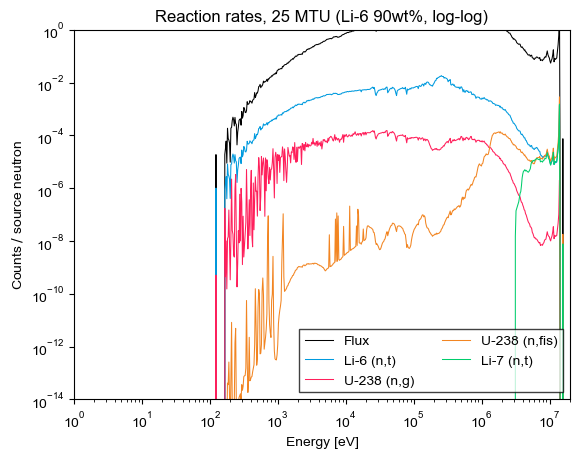 Reaction rates, 25 MTU (Li-6 90wt%, log-log)
Counts / source neutron
10^0
10^−2
10^−4
10^−6
10^−8
10^−10
10^−12
10^−14
Flux
Li-6 (n,t)
U-238 (n,g)
U-238 (n,fis)
Li-7 (n,t)
10^0 10^1 10^2 10^3 10^4 10^5 10^6 10^7
Energy [eV]